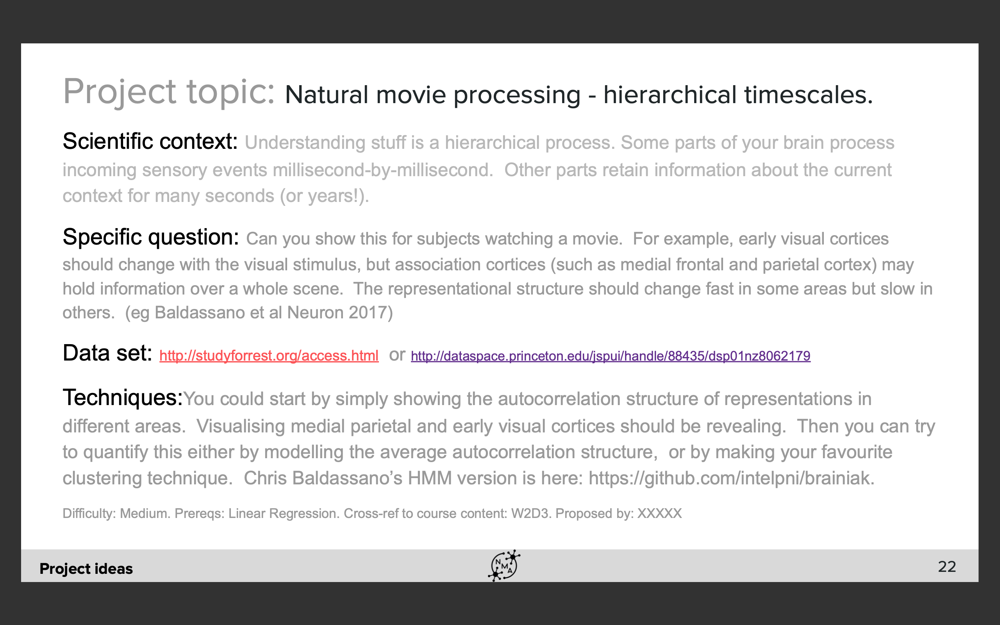 Project topic: Natural movie processing - hierarchical timescales.
Scientific context: Understanding stuff is a hierarchical process. Some parts of your brain process
incoming sensory events millisecond-by-millisecond.  Other parts retain information about the current
context for many seconds (or years!).
Specific question: Can you show this for subjects watching a movie.  For example, early visual cortices
should change with the visual stimulus, but association cortices (such as medial frontal and parietal cortex) may
hold information over a whole scene.  The representational structure should change fast in some areas but slow in
others.  (eg Baldassano et al Neuron 2017)
Data set: http://studyforrest.org/access.html  or http://dataspace.princeton.edu/jspui/handle/88435/dsp01nz8062179
Techniques:You could start by simply showing the autocorrelation structure of representations in
different areas.  Visualising medial parietal and early visual cortices should be revealing.  Then you can try
to quantify this either by modelling the average autocorrelation structure,  or by making your favourite
clustering technique.  Chris Baldassano’s HMM version is here: https://github.com/intelpni/brainiak.
Difficulty: Medium. Prereqs: Linear Regression. Cross-ref to course content: W2D3. Proposed by: XXXXX
Project ideas
NMA
22